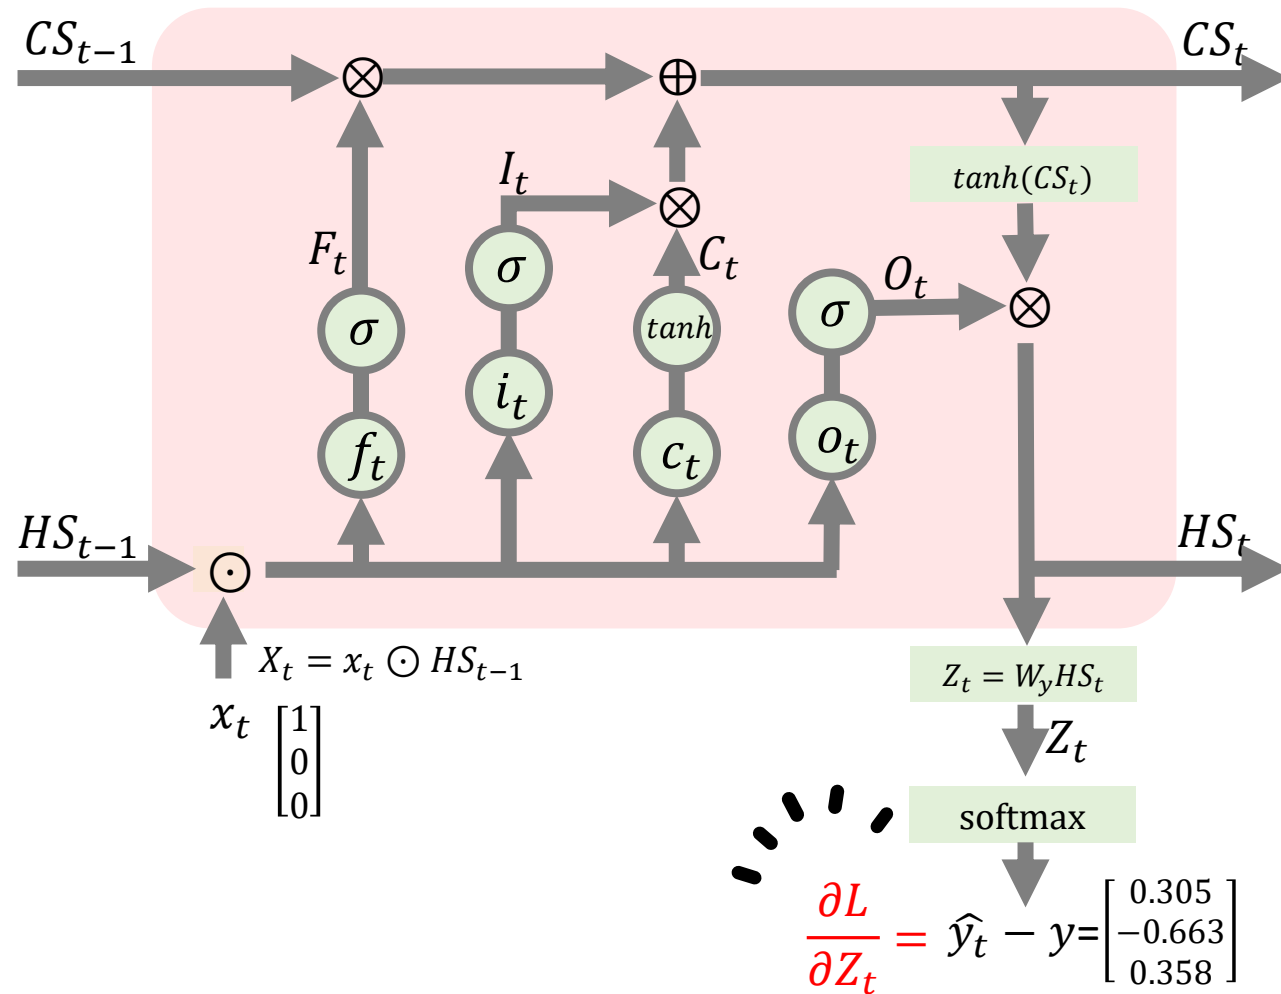 CS_{t−1}
CS_t
⊗
⊕
tanh(CS_t)
I_t
⊗
F_t
σ
C_t
O_t
σ
tanh
σ
⊗
i_t
f_t
c_t
o_t
HS_{t−1}
⊙
HS_t
X_t = x_t ⊙ HS_{t−1}
Z_t = W_y HS_t
x_t [1 0 0]
Z_t
softmax
∂L/∂Z_t = ŷ_t − y= [0.305 −0.663 0.358]